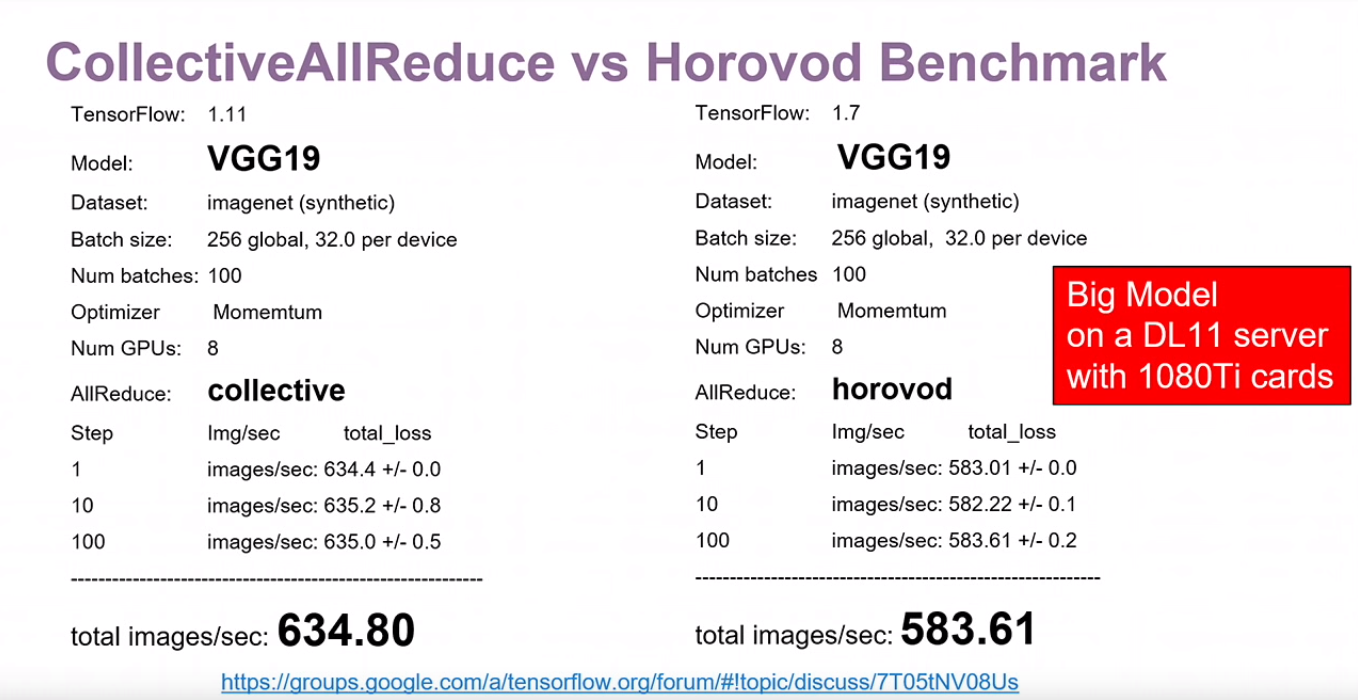 CollectiveAllReduce vs Horovod Benchmark
TensorFlow: 1.11
Model: VGG19
Dataset: imagenet (synthetic)
Batch size: 256 global, 32.0 per device
Num batches: 100
Optimizer Momemtum
Num GPUs: 8
AllReduce: collective
Step Img/sec total_loss
1 images/sec: 634.4 +/- 0.0
10 images/sec: 635.2 +/- 0.8
100 images/sec: 635.0 +/- 0.5
------------------------------------------------------------
total images/sec: 634.80
TensorFlow: 1.7
Model: VGG19
Dataset: imagenet (synthetic)
Batch size: 256 global, 32.0 per device
Num batches 100
Optimizer Momemtum
Num GPUs: 8
AllReduce: horovod
Step Img/sec total_loss
1 images/sec: 583.01 +/- 0.0
10 images/sec: 582.22 +/- 0.1
100 images/sec: 583.61 +/- 0.2
------------------------------------------------------------
total images/sec: 583.61
Big Model
on a DL11 server
with 1080Ti cards
https://groups.google.com/a/tensorflow.org/forum/#!topic/discuss/7T05tNV08Us